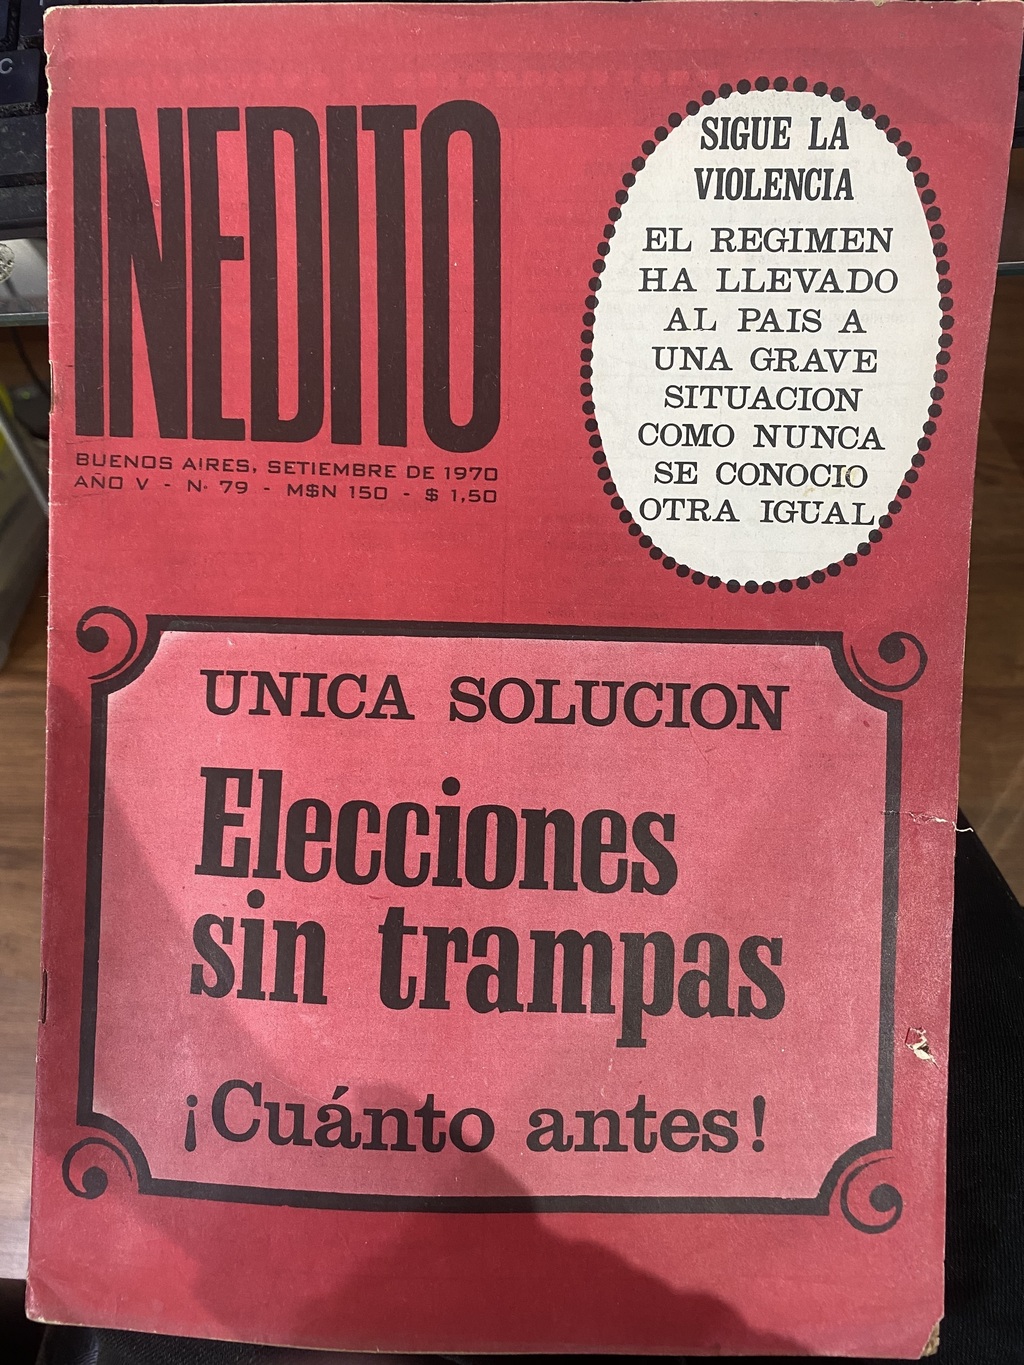 INEDITO
BUENOS AIRES, SETIEMBRE DE 1970
AÑO V - Nº 79 - M$N 150 - $ 1,50
SIGUE LA
VIOLENCIA
EL REGIMEN
HA LLEVADO
AL PAIS A
UNA GRAVE
SITUACION
COMO NUNCA
SE CONOCIO
OTRA IGUAL.
UNICA SOLUCION
Elecciones
sin trampas
¡Cuánto antes!